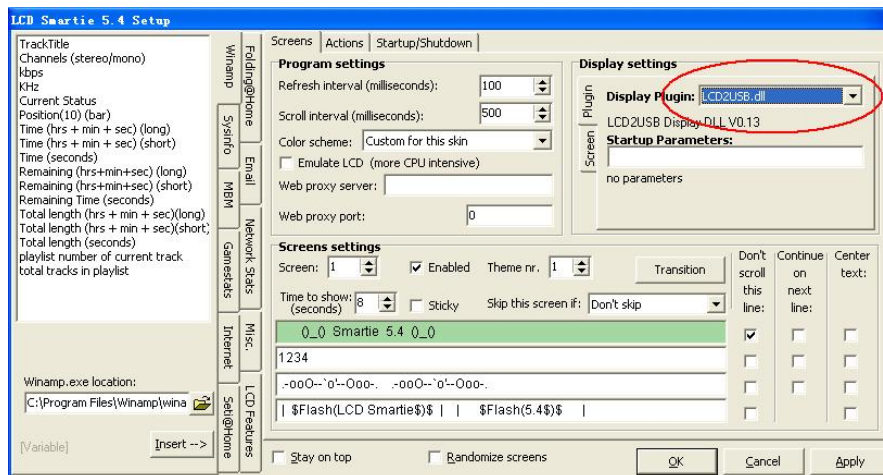 LCD Smartie 5.4 Setup
TrackTitle
Channels (stereo/mono)
kbps
KHz
Current Status
Position(10) (bar)
Time (hrs + min + sec) (long)
Time (hrs + min + sec) (short)
Time (seconds)
Remaining (hrs+min+sec) (long)
Remaining (hrs+min+sec) (short)
Remaining Time (seconds)
Total length (hrs + min + sec)(long)
Total length (hrs + min + sec)(short)
Total length (seconds)
playlist number of current track
total tracks in playlist
Winamp.exe location:
C:\Program Files\Winamp\wina
[Variable]
Insert -->
Winamp
Sysinfo
MBM
Gamestats
Internet
Seti@Home
Folding@Home
Email
Network Stats
Misc.
LCD Features
Screens
Actions
Startup/Shutdown
Program settings
Refresh interval (milliseconds):
100
Scroll interval (milliseconds):
500
Color scheme:
Custom for this skin
Emulate LCD (more CPU intensive)
Web proxy server:
Web proxy port:
0
Display settings
Plugin
Screen
Display Plugin:
LCD2USB.dll
LCD2USB Display DLL V0.13
Startup Parameters:
no parameters
Screens settings
Screen:
1
Enabled
Theme nr.
1
Transition
Time to show:
(seconds)
8
Sticky
Skip this screen if:
Don't skip
Don't
scroll
this
line:
Continue
on
next
line:
Center
text:
()_() Smartie 5.4 ()_()
1234
.-ooO--`o'--Ooo-. .-ooO--`o'--Ooo-.
| $Flash(LCD Smartie$)$ | | $Flash(5.4$)$ |
Stay on top
Randomize screens
OK
Cancel
Apply